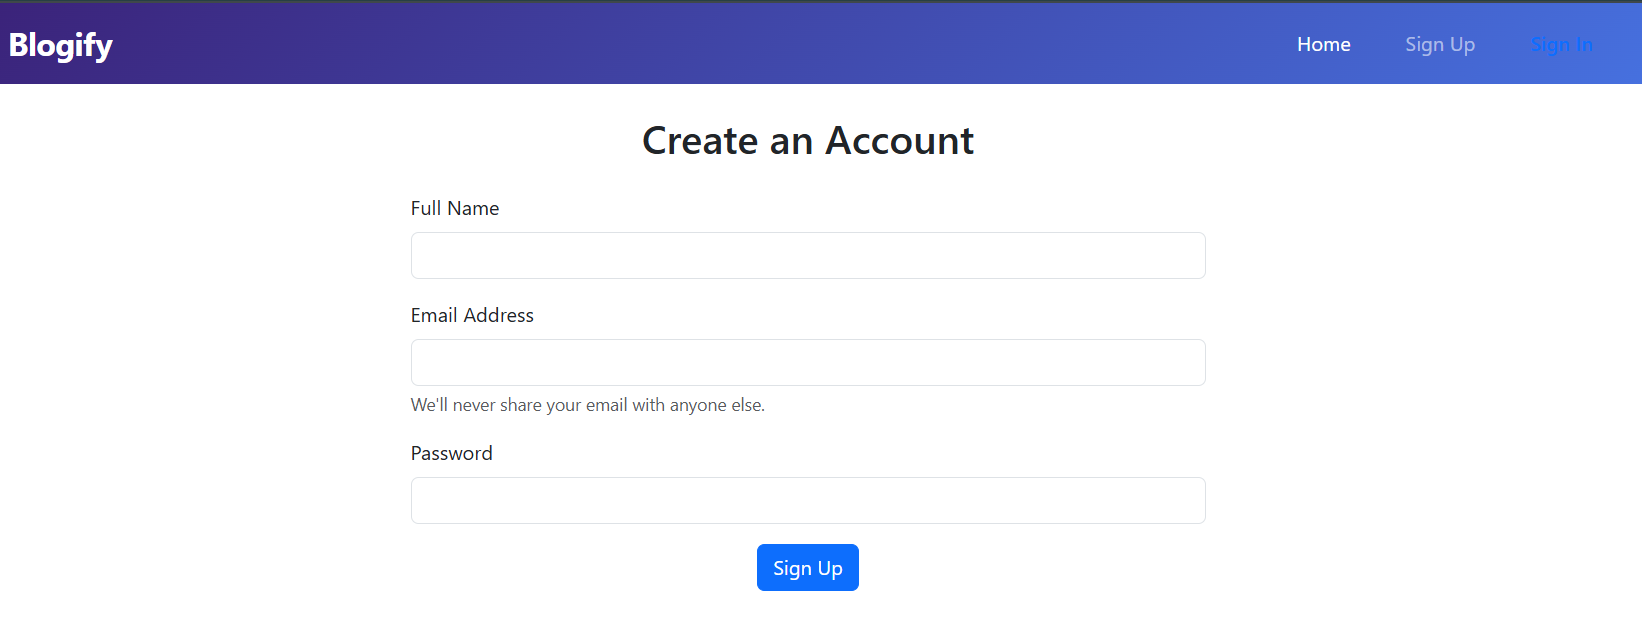 Blogify
Home Sign Up Sign In
Create an Account
Full Name
Email Address
We'll never share your email with anyone else.
Password
Sign Up